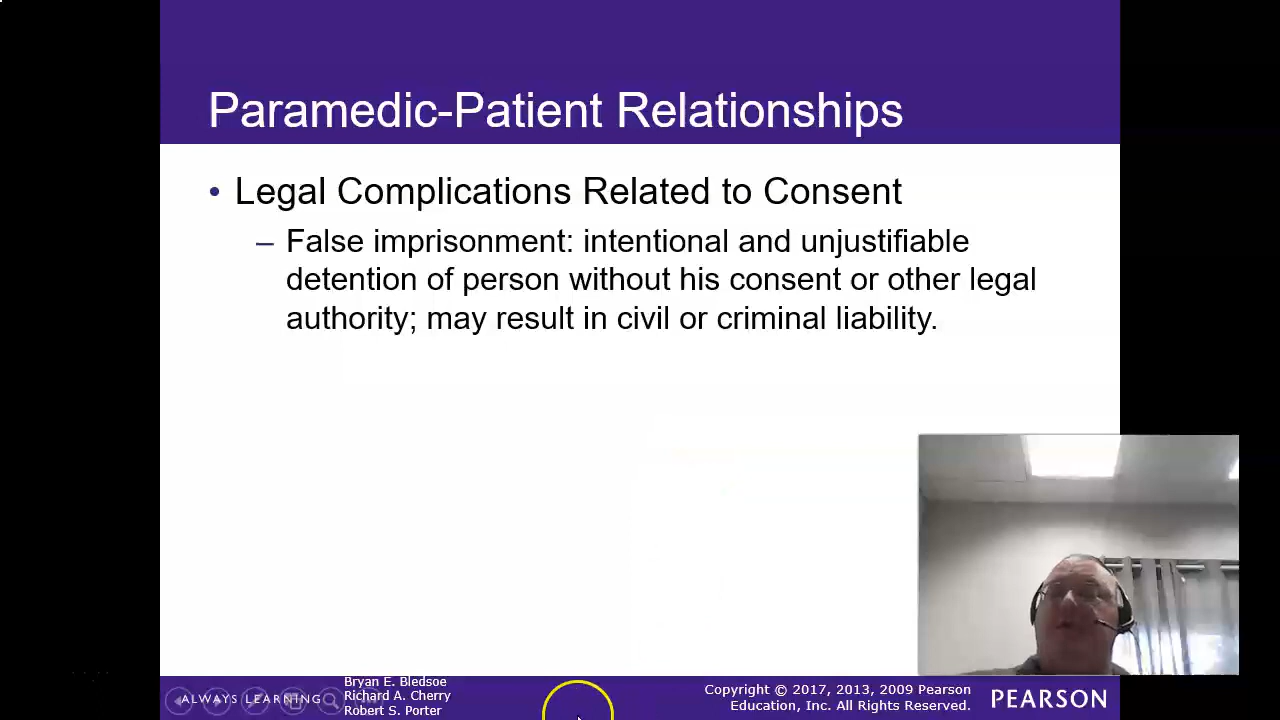 Paramedic-Patient Relationships
• Legal Complications Related to Consent
– False imprisonment: intentional and unjustifiable
detention of person without his consent or other legal
authority; may result in civil or criminal liability.
ALWAYS LEARNING
Bryan E. Bledsoe
Richard A. Cherry
Robert S. Porter
Copyright © 2017, 2013, 2009 Pearson
Education, Inc. All Rights Reserved.
PEARSON